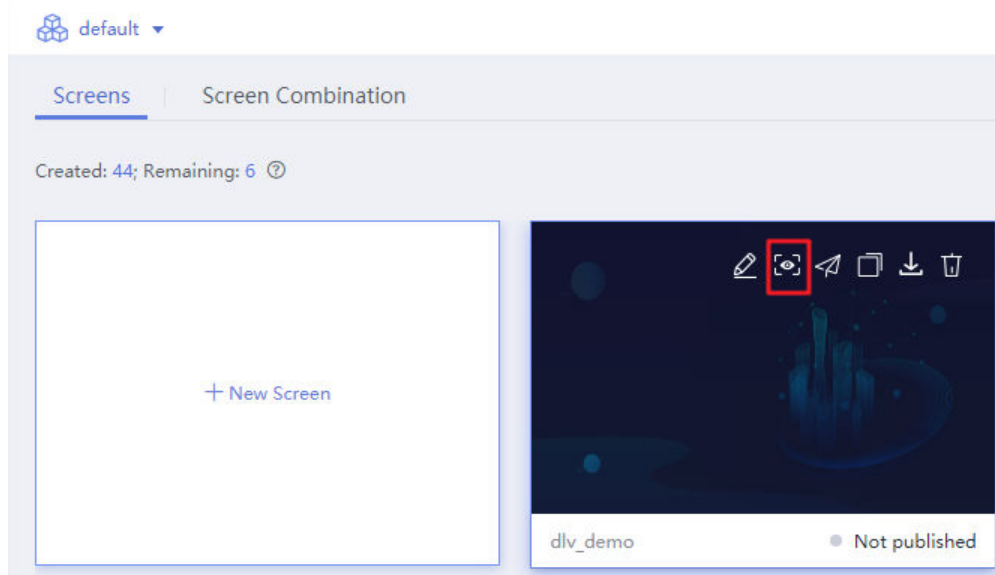 default
Screens Screen Combination
Created: 44; Remaining: 6
+ New Screen
dlv_demo Not published